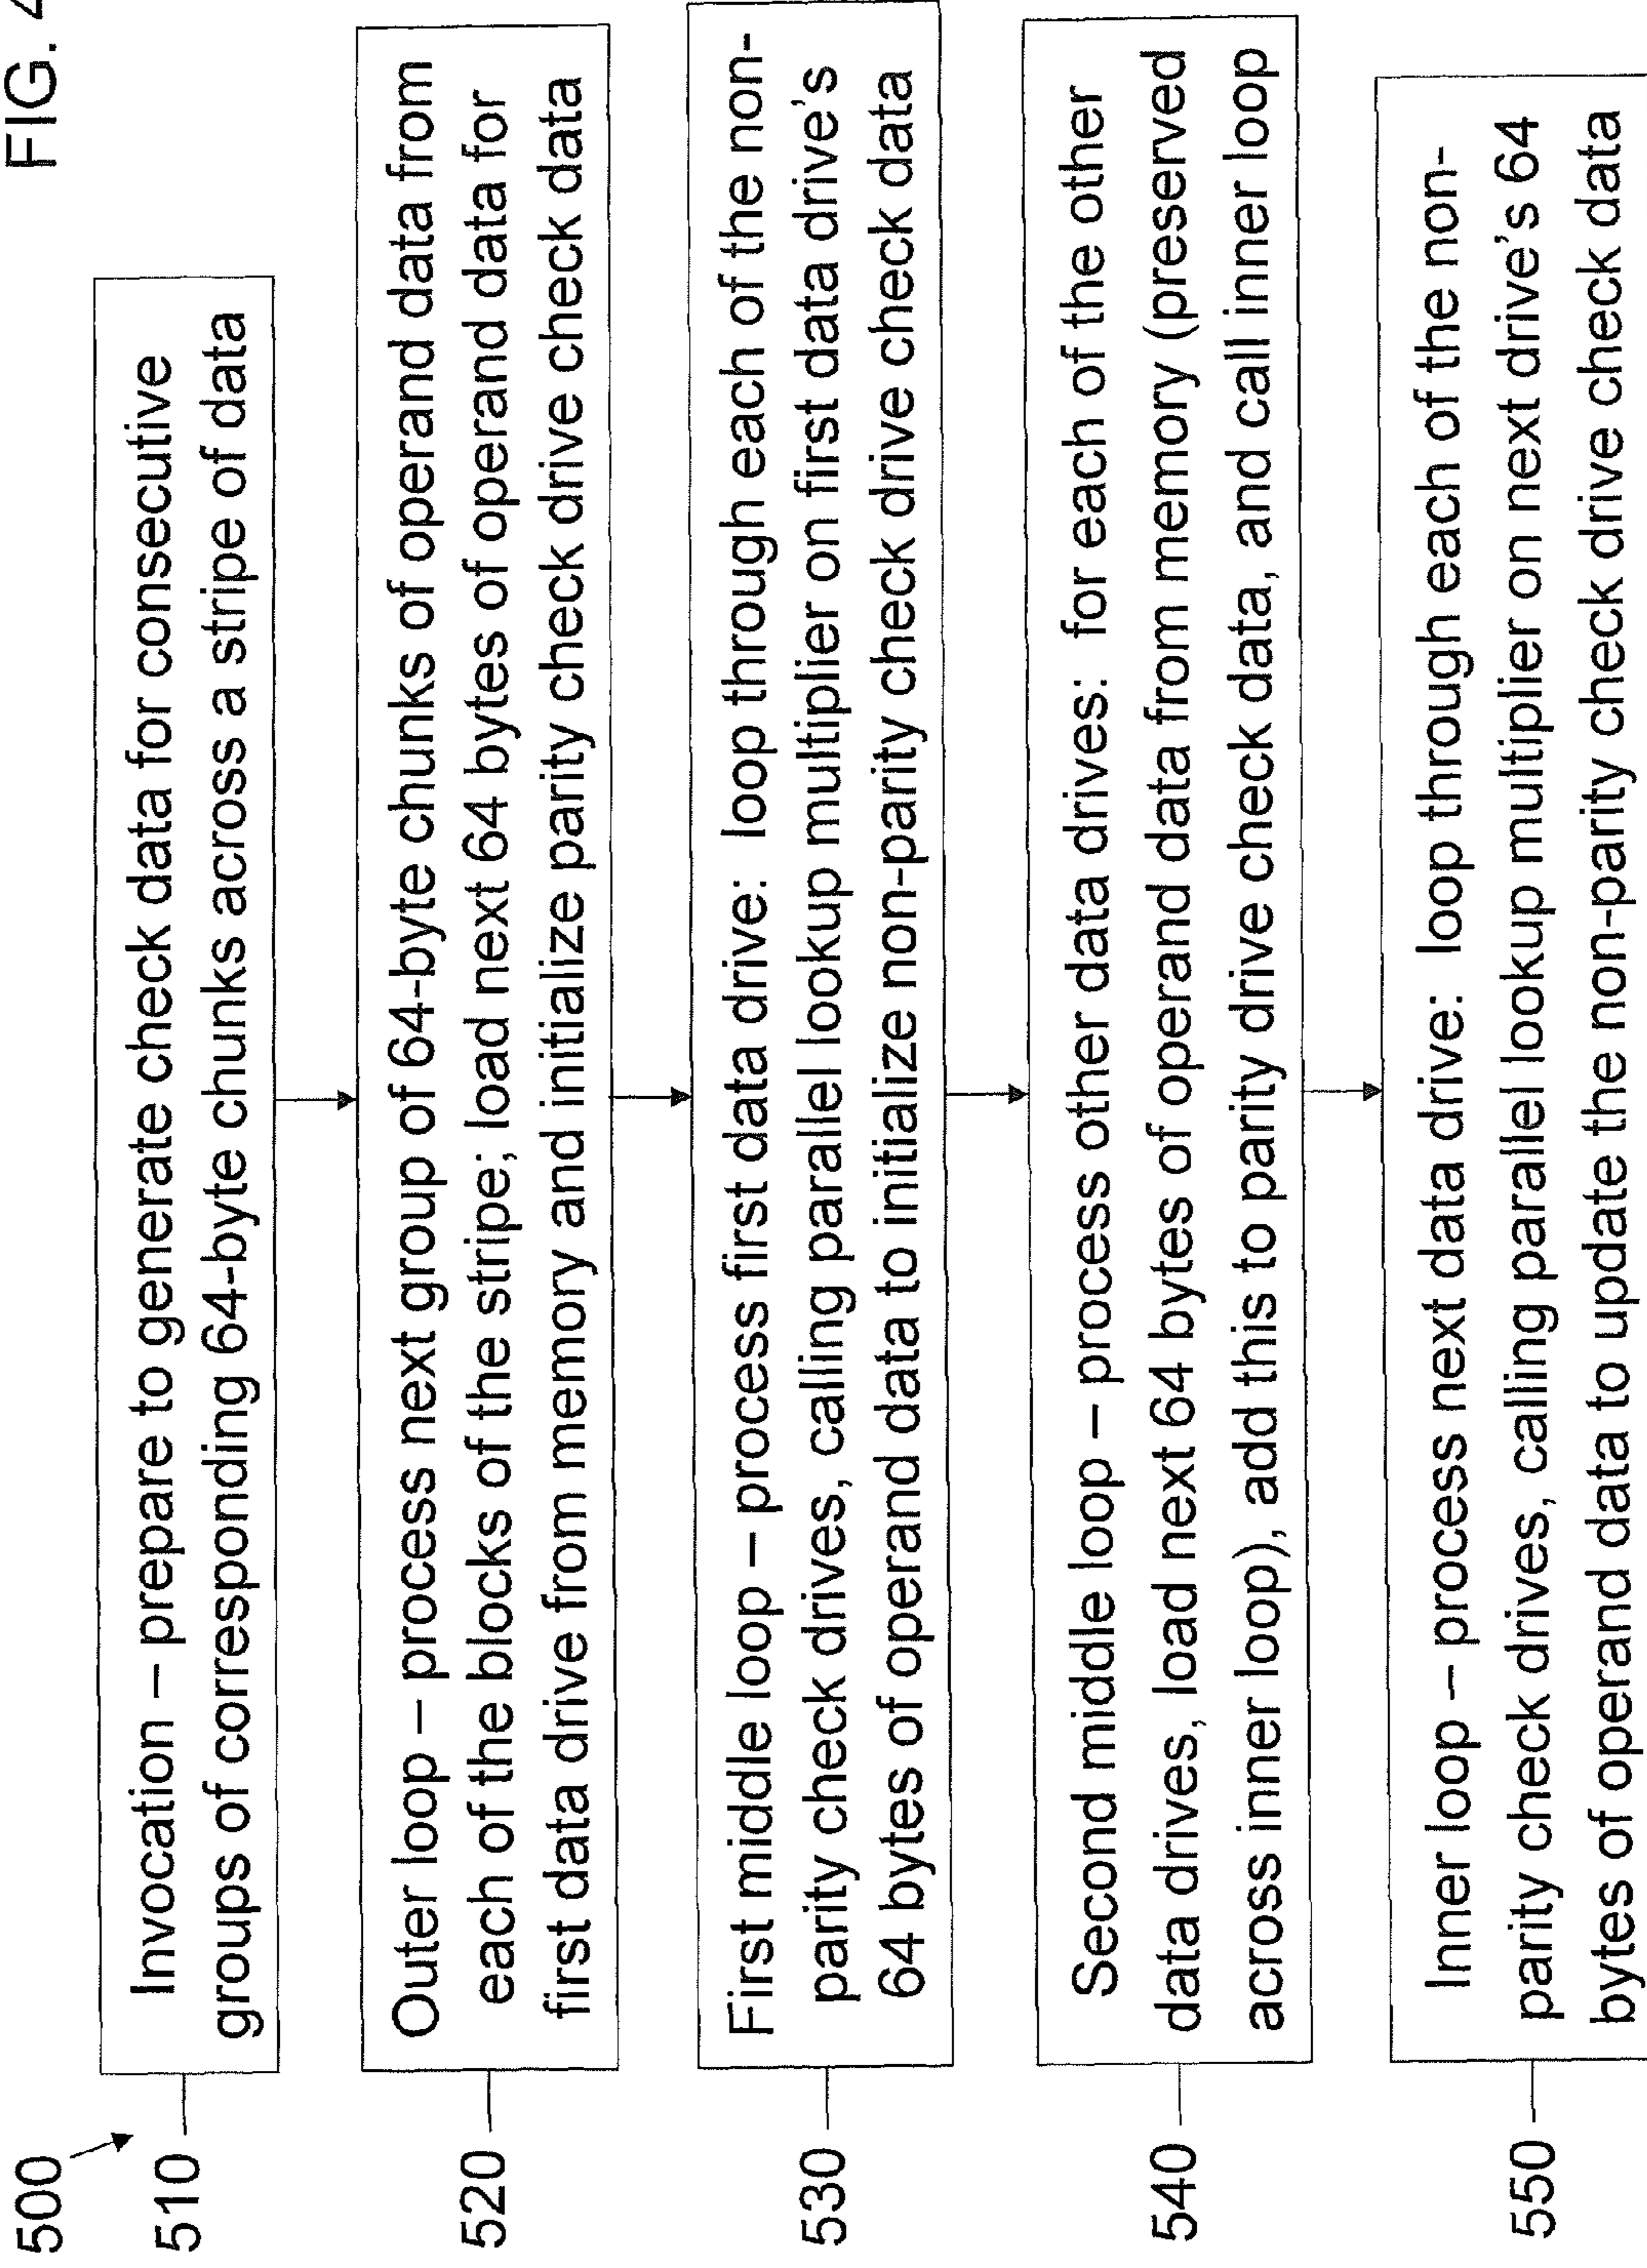 FIG. 4
500
510
Invocation – prepare to generate check data for consecutive
groups of corresponding 64-byte chunks across a stripe of data
520
Outer loop – process next group of 64-byte chunks of operand data from
each of the blocks of the stripe; load next 64 bytes of operand data for
first data drive from memory and initialize parity check drive check data
530
First middle loop – process first data drive: loop through each of the non-
parity check drives, calling parallel lookup multiplier on first data drive's
64 bytes of operand data to initialize non-parity check drive check data
540
Second middle loop – process other data drives: for each of the other
data drives, load next 64 bytes of operand data from memory (preserved
across inner loop), add this to parity drive check data, and call inner loop
550
Inner loop – process next data drive: loop through each of the non-
parity check drives, calling parallel lookup multiplier on next drive's 64
bytes of operand data to update the non-parity check drive check data